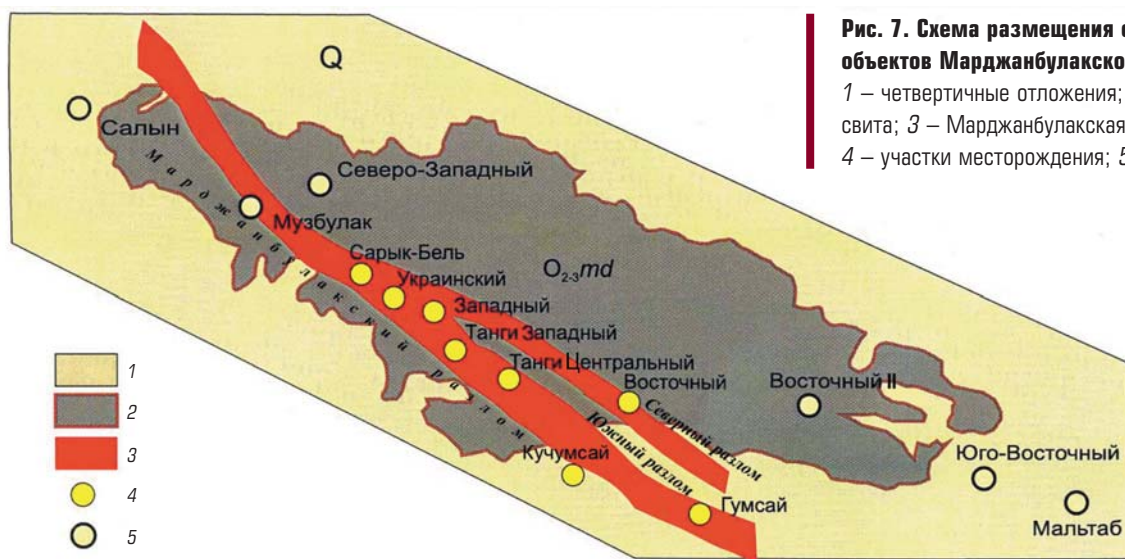 Рис. 7. Схема размещения
объектов Марджанбулакско
1 – четвертичные отложения;
свита; 3 – Марджанбулакская
4 – участки месторождения; 5
Q
Салын
Северо-Западный
Марджанбулакский разлом
Музбулак
Сарык-Бель
O2-3md
Украинский
Западный
Танги Западный
Танги Центральный
Восточный
Восточный II
Северный разлом
Южный разлом
Кучумсай
Юго-Восточный
Гумсай
Мальтаб
1
2
3
4
5